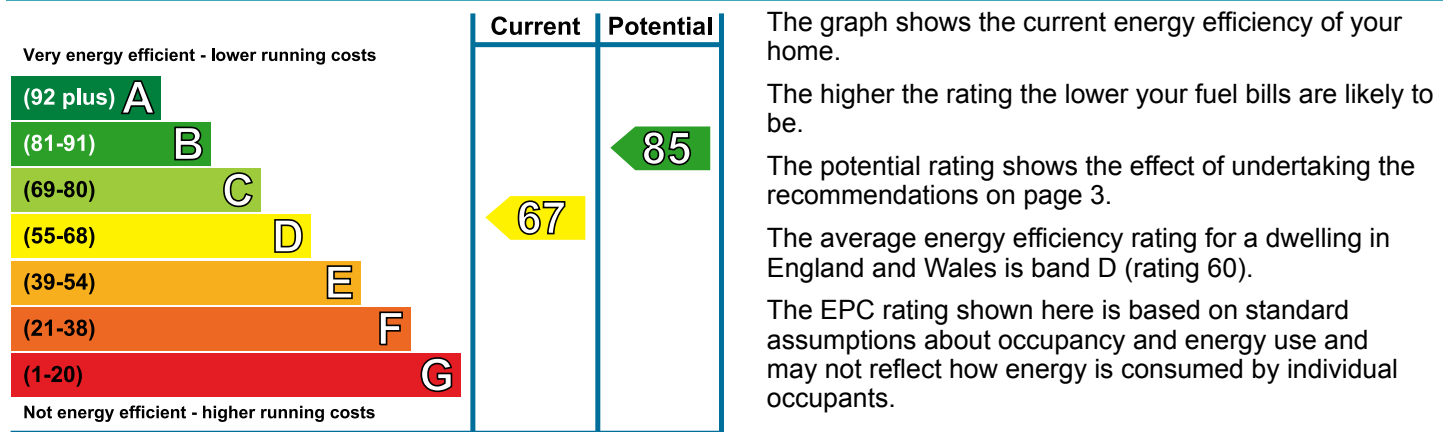 Current Potential
Very energy efficient - lower running costs
(92 plus) A
(81-91) B
(69-80) C
(55-68) D
(39-54) E
(21-38) F
(1-20) G
Not energy efficient - higher running costs
67
85
The graph shows the current energy efficiency of your
home.
The higher the rating the lower your fuel bills are likely to
be.
The potential rating shows the effect of undertaking the
recommendations on page 3.
The average energy efficiency rating for a dwelling in
England and Wales is band D (rating 60).
The EPC rating shown here is based on standard
assumptions about occupancy and energy use and
may not reflect how energy is consumed by individual
occupants.